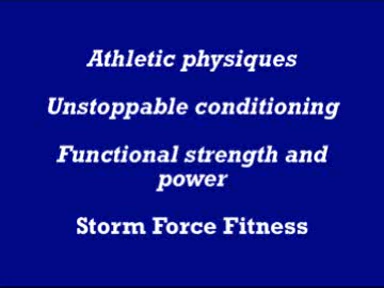 Athletic physiques
Unstoppable conditioning
Functional strength and
power
Storm Force Fitness